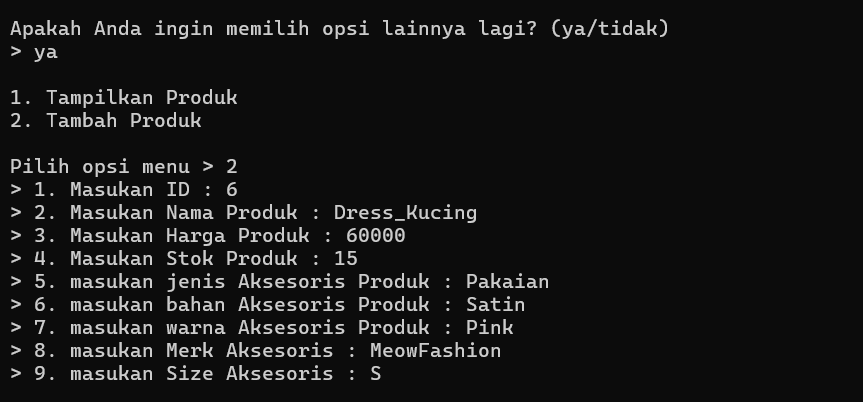 Apakah Anda ingin memilih opsi lainnya lagi? (ya/tidak)
> ya
1. Tampilkan Produk
2. Tambah Produk
Pilih opsi menu > 2
> 1. Masukan ID : 6
> 2. Masukan Nama Produk : Dress_Kucing
> 3. Masukan Harga Produk : 60000
> 4. Masukan Stok Produk : 15
> 5. masukan jenis Aksesoris Produk : Pakaian
> 6. masukan bahan Aksesoris Produk : Satin
> 7. masukan warna Aksesoris Produk : Pink
> 8. masukan Merk Aksesoris : MeowFashion
> 9. masukan Size Aksesoris : S